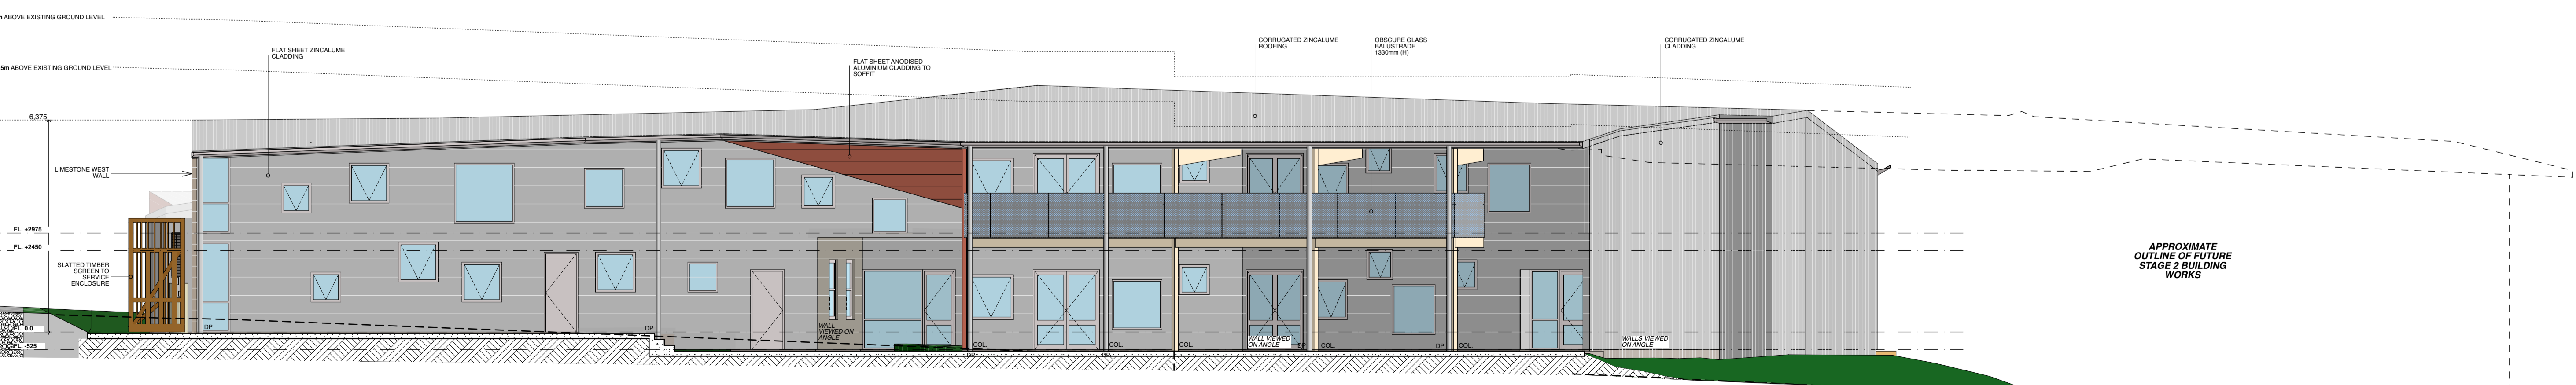 m ABOVE EXISTING GROUND LEVEL
5m ABOVE EXISTING GROUND LEVEL
FLAT SHEET ZINCALUME
CLADDING
FLAT SHEET ANODISED
ALUMINIUM CLADDING TO
SOFFIT
CORRUGATED ZINCALUME
ROOFING
OBSCURE GLASS
BALUSTRADE
1330mm (H)
CORRUGATED ZINCALUME
CLADDING
6,375
LIMESTONE WEST
WALL
FL. +2975
FL. +2450
SLATTED TIMBER
SCREEN TO
SERVICE
ENCLOSURE
APPROXIMATE
OUTLINE OF FUTURE
STAGE 2 BUILDING
WORKS
FL. 0.0
FL. -525
DP
DP
WALL
VIEWED ON
ANGLE
COL.
DP
COL.
DP
COL.
WALL VIEWED
ON ANGLE
DP
COL.
DP
COL.
WALLS VIEWED
ON ANGLE